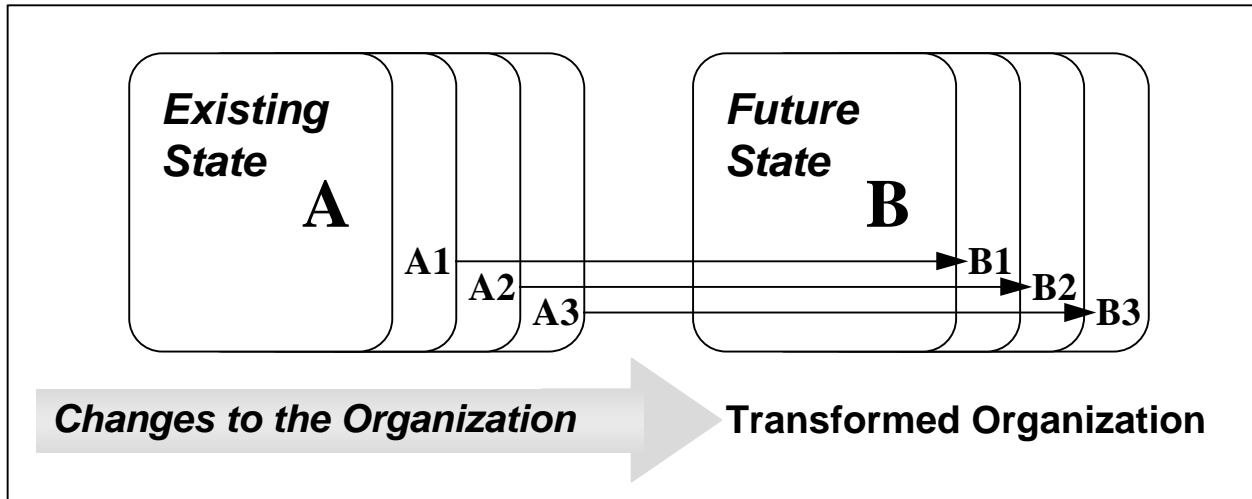 Existing
State
A
Future
State
B
A1
B1
A2
B2
A3
B3
Changes to the Organization
Transformed Organization